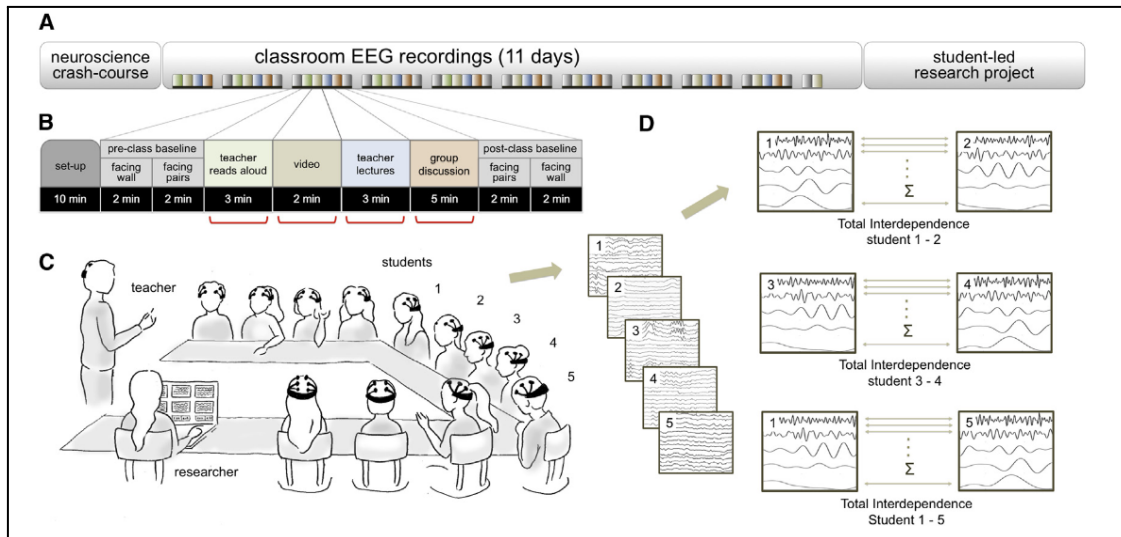 A
neuroscience
crash-course
classroom EEG recordings (11 days)
student-led
research project
B
set-up
pre-class baseline
facing
wall
facing
pairs
teacher
reads aloud
video
teacher
lectures
group
discussion
post-class baseline
facing
pairs
facing
wall
10 min
2 min
2 min
3 min
2 min
3 min
5 min
2 min
2 min
C
teacher
students
1
2
3
4
5
researcher
1
2
3
4
5
D
1
2
Σ
Total Interdependence
student 1 - 2
3
4
Σ
Total Interdependence
student 3 - 4
1
5
Σ
Total Interdependence
Student 1 - 5